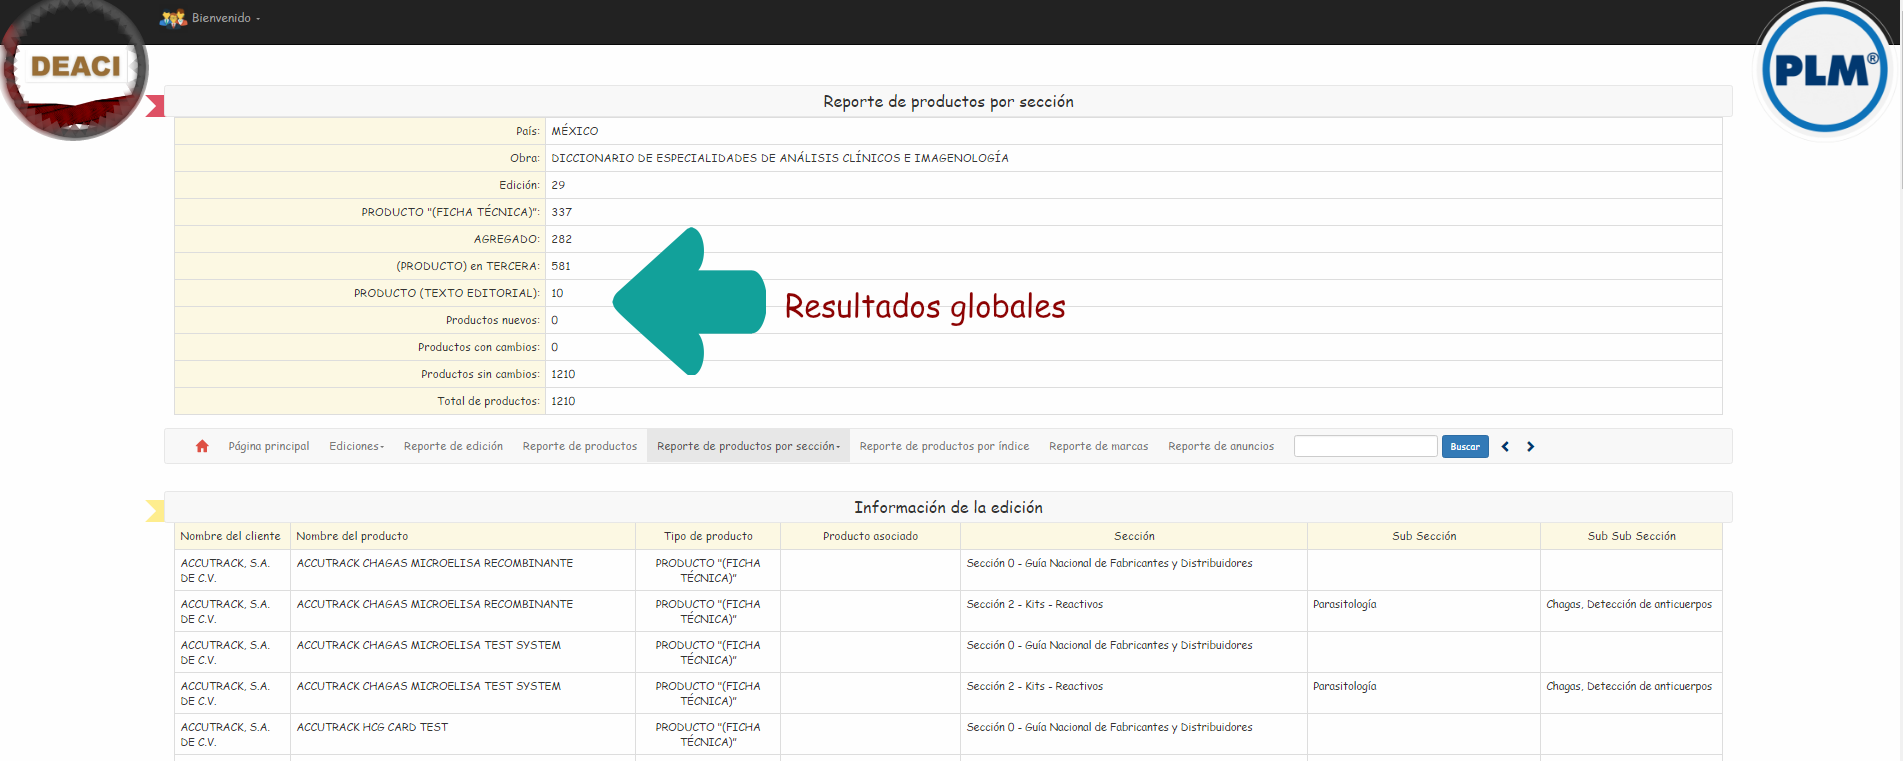 Bienvenido
DEACI
PLM®
Reporte de productos por sección
País: MÉXICO
Obra: DICCIONARIO DE ESPECIALIDADES DE ANÁLISIS CLÍNICOS E IMAGENOLOGÍA
Edición: 29
PRODUCTO "(FICHA TÉCNICA)": 337
AGREGADO: 282
(PRODUCTO) en TERCERA: 581
PRODUCTO (TEXTO EDITORIAL): 10
Resultados globales
Productos nuevos: 0
Productos con cambios: 0
Productos sin cambios: 1210
Total de productos: 1210
Página principal Ediciones Reporte de edición Reporte de productos Reporte de productos por sección Reporte de productos por índice Reporte de marcas Reporte de anuncios Buscar
Información de la edición
Nombre del cliente Nombre del producto Tipo de producto Producto asociado Sección Sub Sección Sub Sub Sección
ACCUTRACK, S.A. ACCUTRACK CHAGAS MICROELISA RECOMBINANTE PRODUCTO "(FICHA Sección 0 - Guía Nacional de Fabricantes y Distribuidores
DE C.V. TÉCNICA)"
ACCUTRACK, S.A. ACCUTRACK CHAGAS MICROELISA RECOMBINANTE PRODUCTO "(FICHA Sección 2 - Kits - Reactivos Parasitología Chagas, Detección de anticuerpos
DE C.V. TÉCNICA)"
ACCUTRACK, S.A. ACCUTRACK CHAGAS MICROELISA TEST SYSTEM PRODUCTO "(FICHA Sección 0 - Guía Nacional de Fabricantes y Distribuidores
DE C.V. TÉCNICA)"
ACCUTRACK, S.A. ACCUTRACK CHAGAS MICROELISA TEST SYSTEM PRODUCTO "(FICHA Sección 2 - Kits - Reactivos Parasitología Chagas, Detección de anticuerpos
DE C.V. TÉCNICA)"
ACCUTRACK, S.A. ACCUTRACK HCG CARD TEST PRODUCTO "(FICHA Sección 0 - Guía Nacional de Fabricantes y Distribuidores
DE C.V. TÉCNICA)"